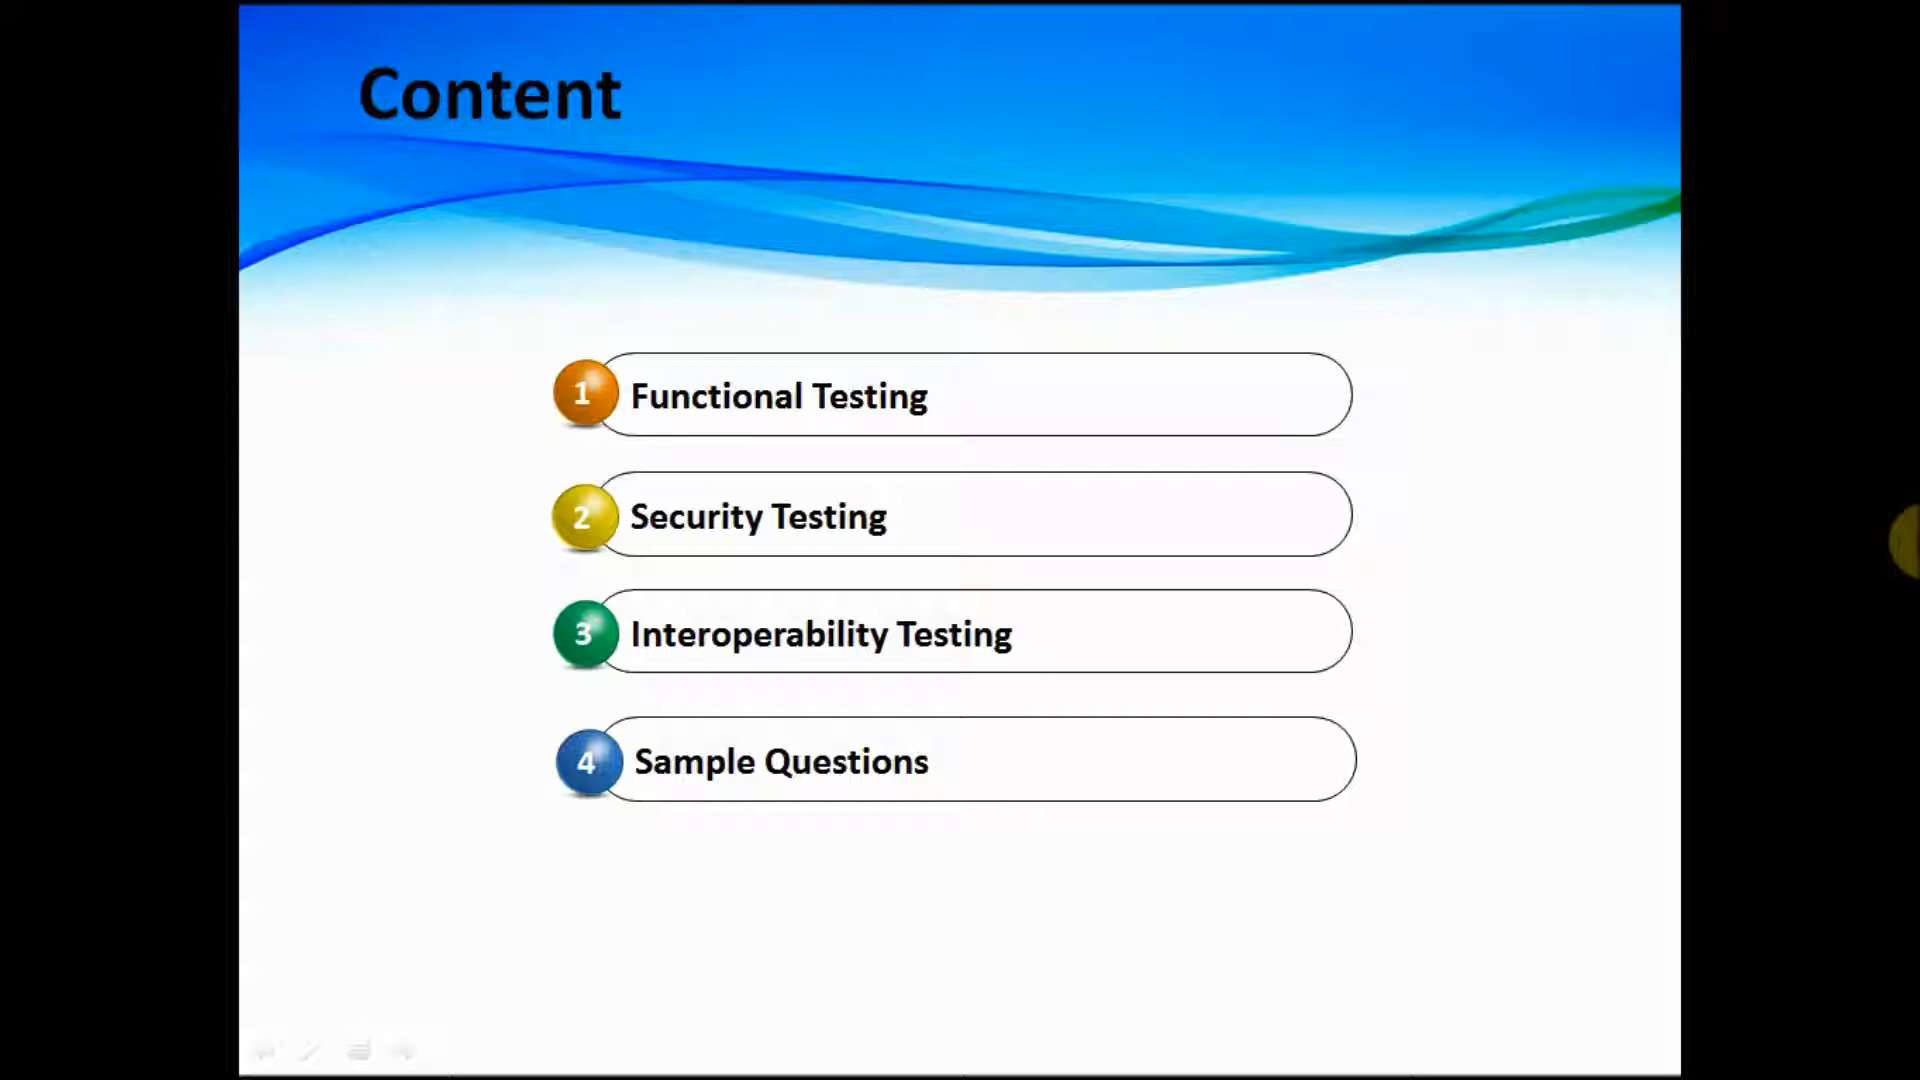 Content
1 Functional Testing
2 Security Testing
3 Interoperability Testing
4 Sample Questions